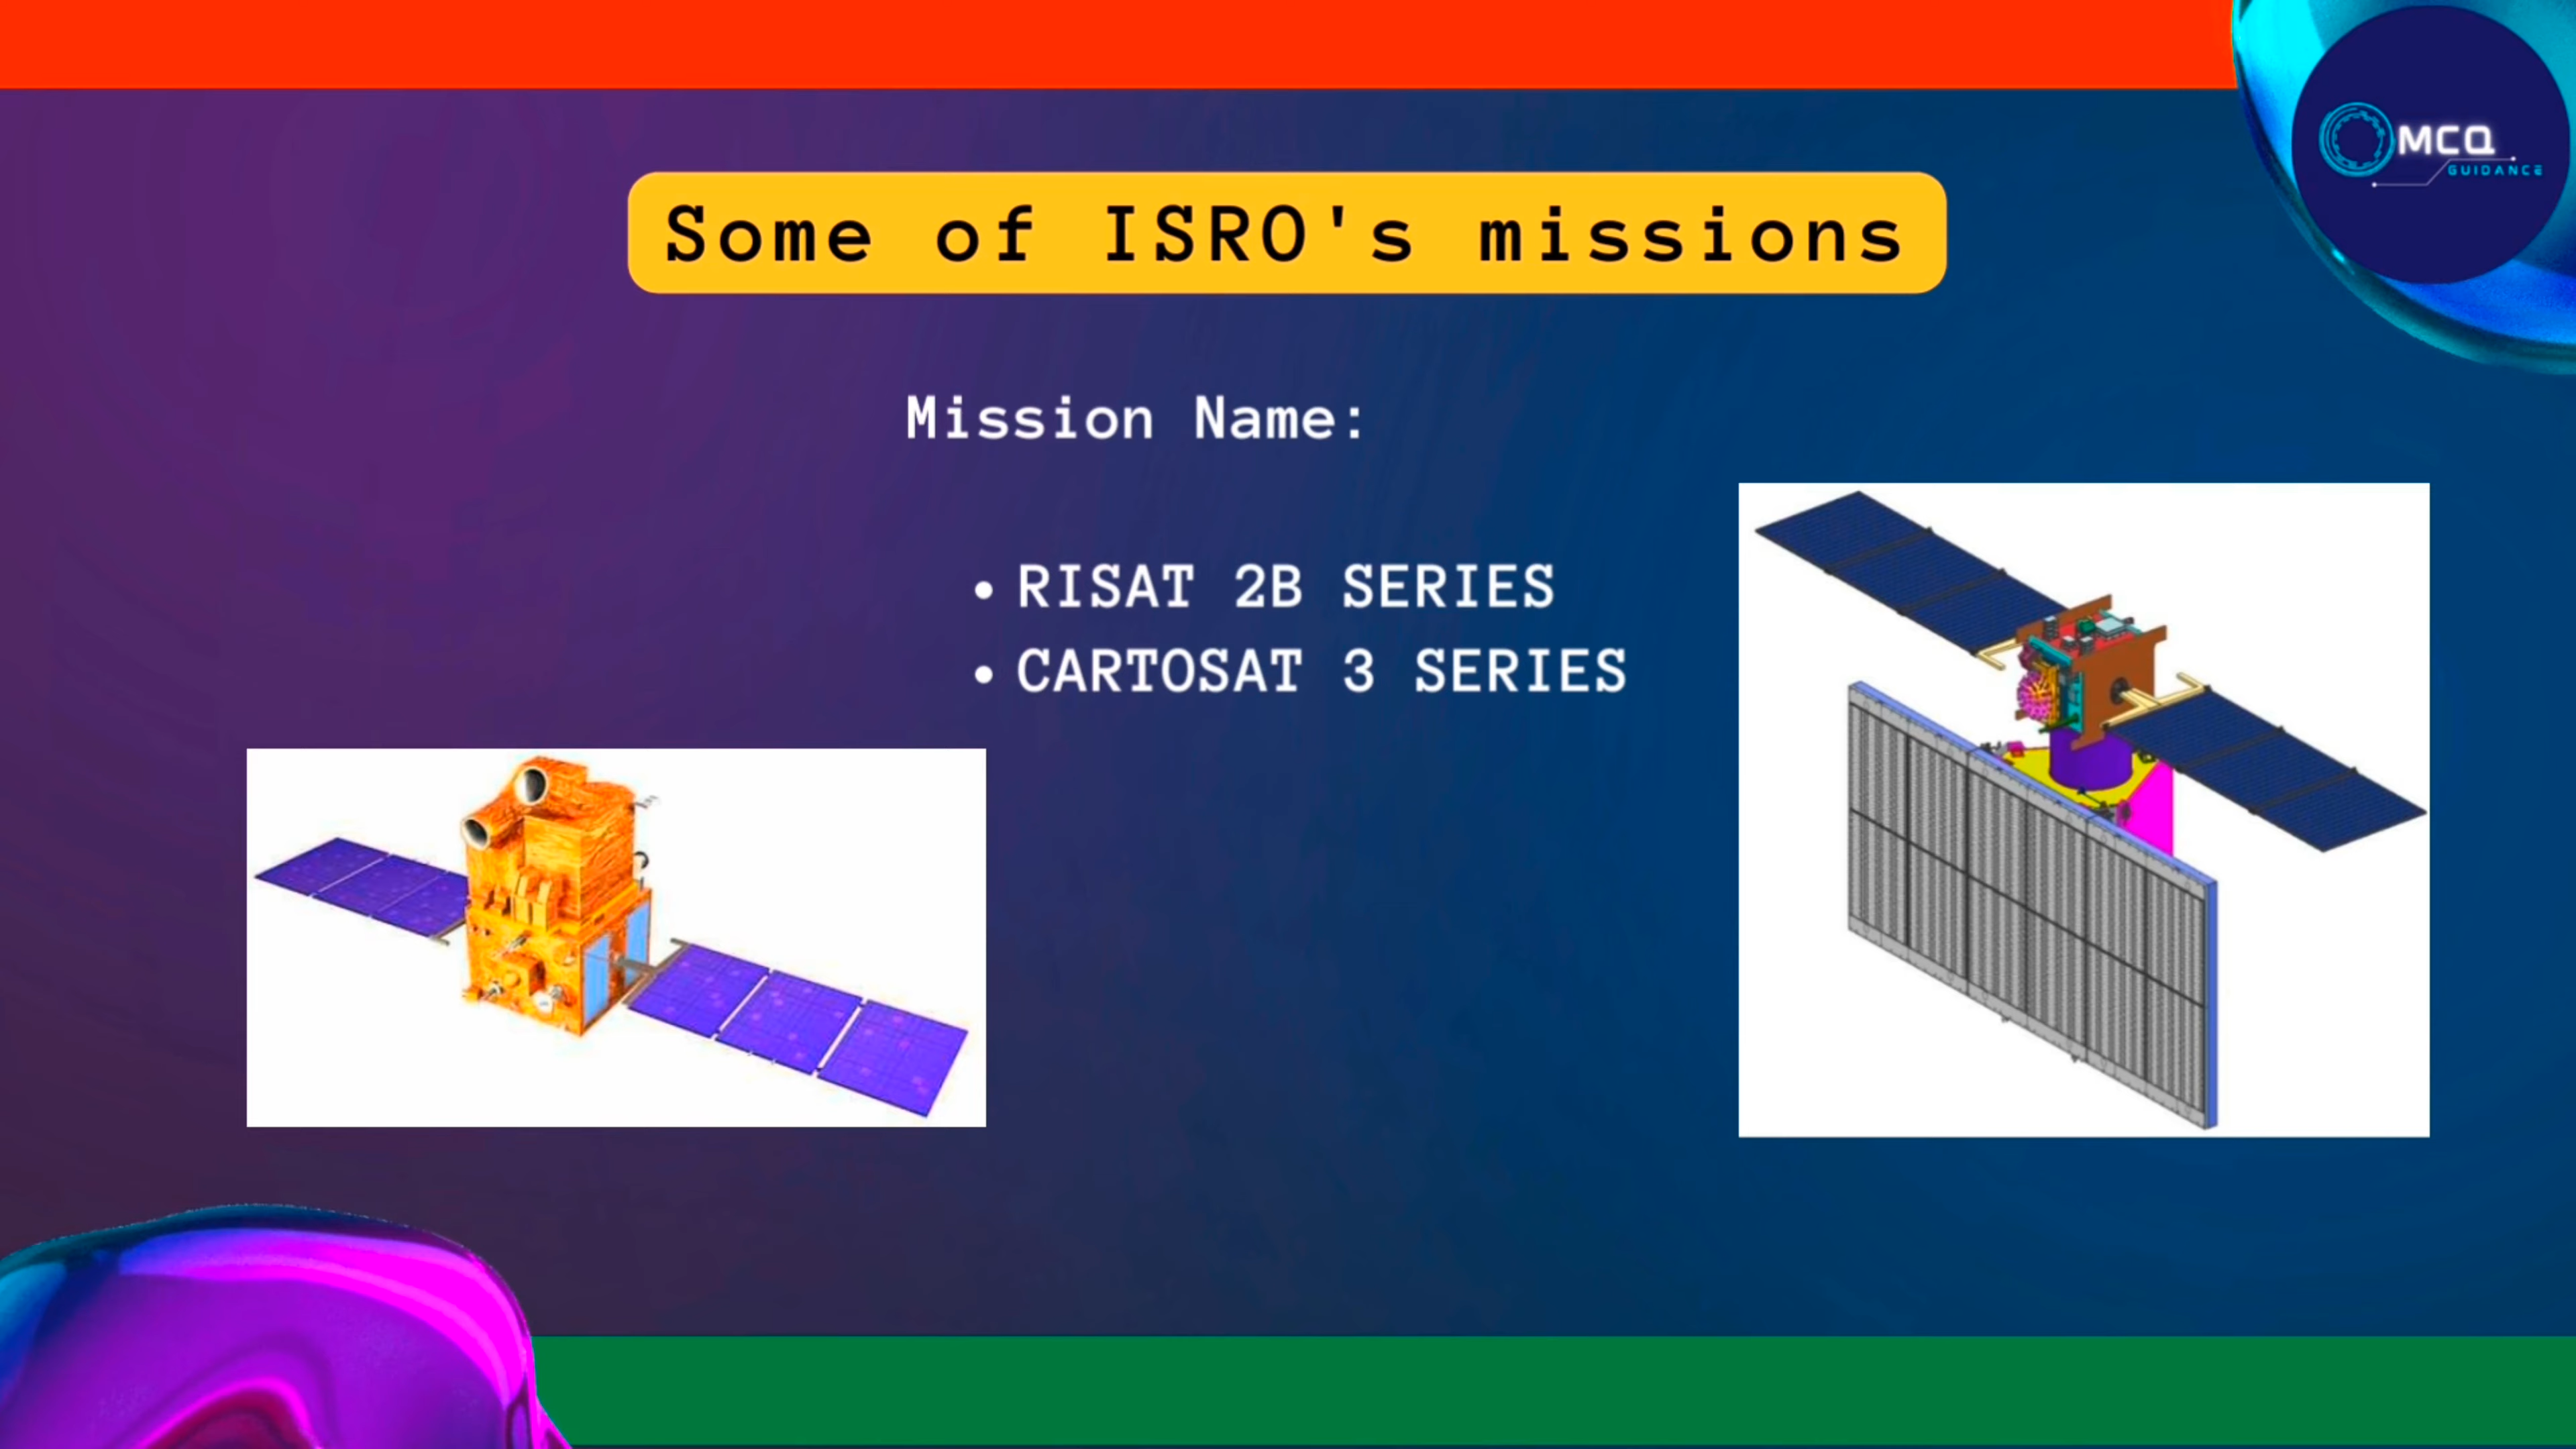 MCQ
GUIDANCE
Some of ISRO's missions
Mission Name:
• RISAT 2B SERIES
• CARTOSAT 3 SERIES